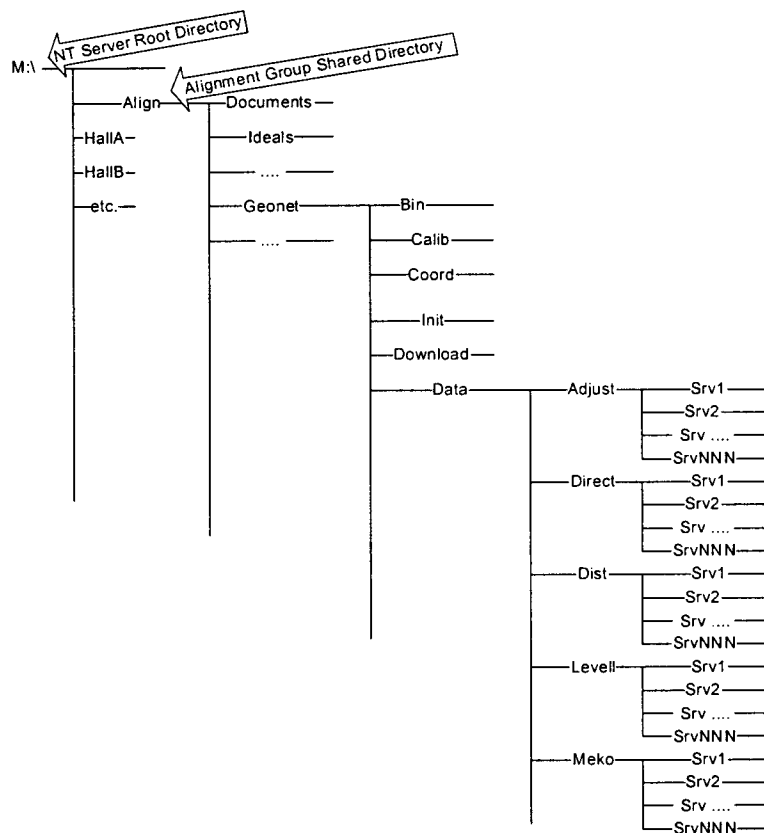 NT Server Root Directory
M:\
Alignment Group Shared Directory
Align
Documents
HallA
Ideals
HallB
....
etc.
Geonet
Bin
....
Calib
Coord
Init
Download
Data
Adjust
Srv1
Srv2
Srv ....
SrvNNN
Direct
Srv1
Srv2
Srv ....
SrvNNN
Dist
Srv1
Srv2
Srv ....
SrvNNN
Levell
Srv1
Srv2
Srv ....
SrvNNN
Meko
Srv1
Srv2
Srv ....
SrvNNN